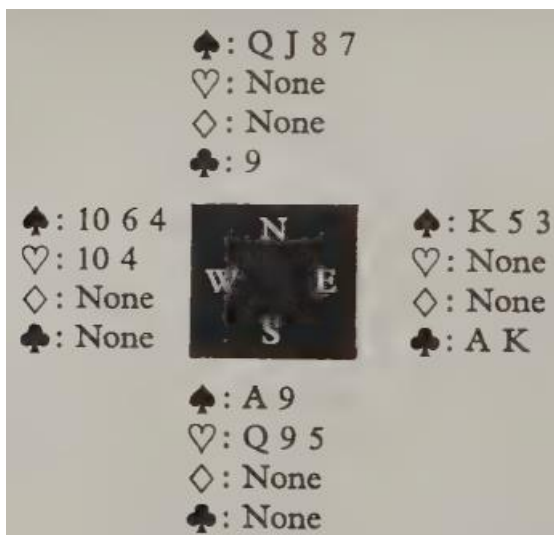 ♠: Q J 8 7
♡: None
◇: None
♣: 9
♠: 10 6 4
♡: 10 4
◇: None
♣: None
N
W E
S
♠: K 5 3
♡: None
◇: None
♣: A K
♠: A 9
♡: Q 9 5
◇: None
♣: None